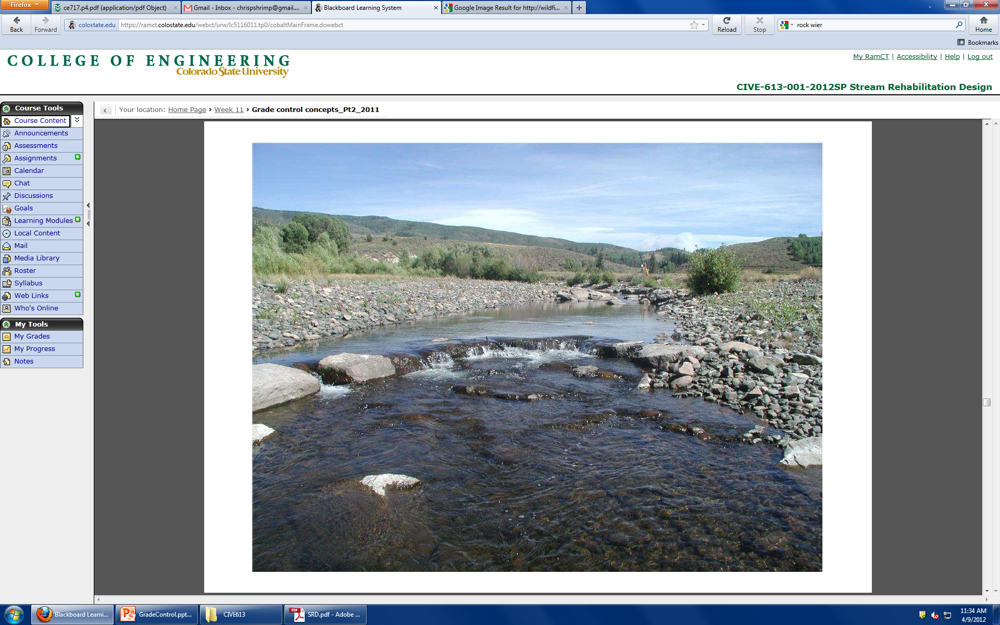 Firefox
ce717.p4.pdf (application/pdf Object)
Gmail - Inbox - chrispshrimp@gmail....
Blackboard Learning System
Google Image Result for http://wildfi...
Back
Forward
colostate.edu
https://ramct.colostate.edu/webct/urw/lc5116011.tp0/cobaltMainFrame.dowebct
Reload
Stop
rock wier
Home
Bookmarks
COLLEGE OF ENGINEERING
Colorado State University
My RamCT | Accessibility | Help | Log out
CIVE-613-001-2012SP Stream Rehabilitation Design
Your location: Home Page › Week 11 › Grade control concepts_Pt2_2011
Course Tools
Course Content
Announcements
Assessments
Assignments
Calendar
Chat
Discussions
Goals
Learning Modules
Local Content
Mail
Media Library
Roster
Syllabus
Web Links
Who's Online
My Tools
My Grades
My Progress
Notes
Blackboard Learni...
GradeControl.ppt...
CIVE613
PDF
SRD.pdf - Adobe ...
11:34 AM
4/9/2012